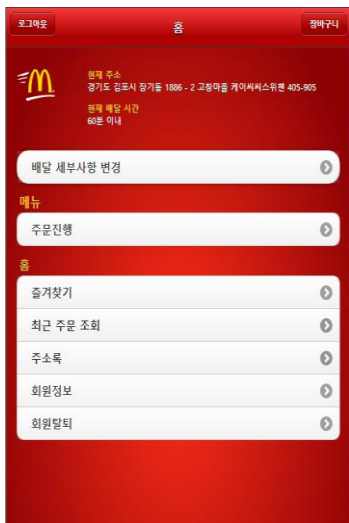 로그아웃
홈
장바구니
현재 주소
경기도 김포시 장기동 1886 - 2 고창마을 케이씨씨스위첸 405-905
현재 배달 시간
60분 이내
배달 세부사항 변경
메뉴
주문진행
홈
즐겨찾기
최근 주문 조회
주소록
회원정보
회원탈퇴